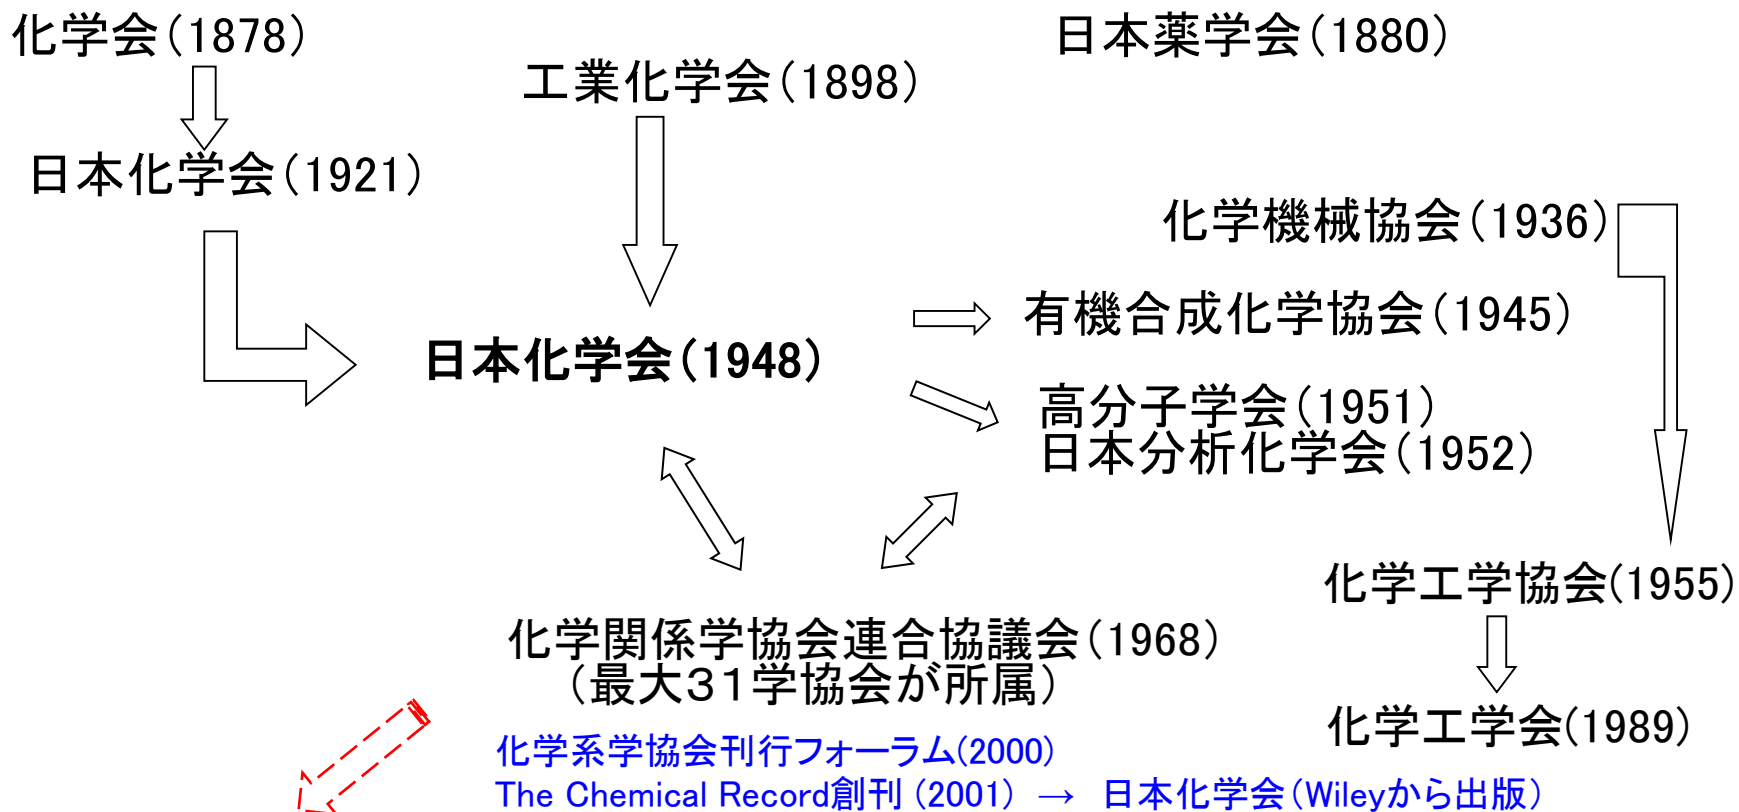 化学会(1878)
日本薬学会(1880)
工業化学会(1898)
日本化学会(1921)
化学機械協会(1936)
有機合成化学協会(1945)
日本化学会(1948)
高分子学会(1951)
日本分析化学会(1952)
化学工学協会(1955)
化学関係学協会連合協議会(1968)
(最大31学協会が所属)
化学工学会(1989)
化学系学協会刊行フォーラム(2000)
The Chemical Record創刊(2001) → 日本化学会(Wileyから出版)